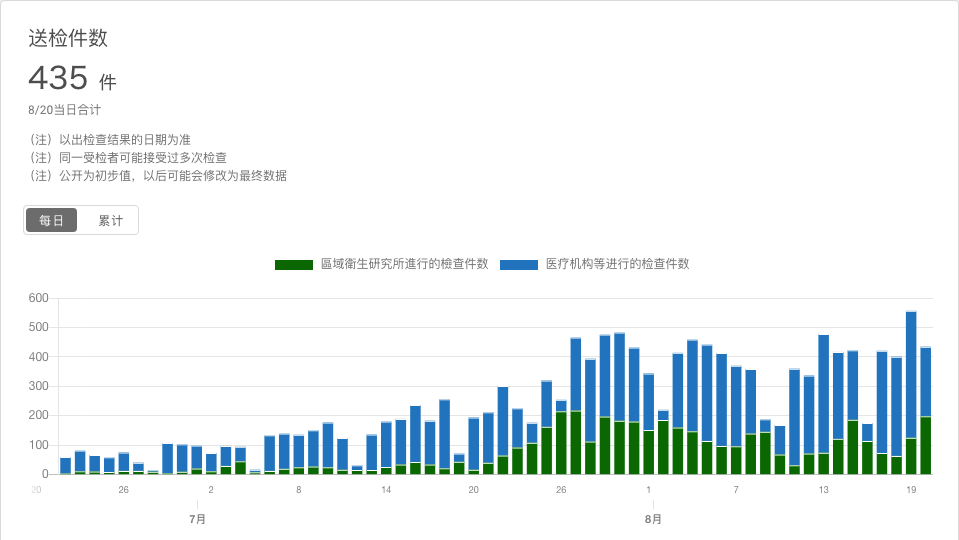 送检件数
435 件
8/20当日合计
（注）以出检查结果的日期为准
（注）同一受检者可能接受过多次检查
（注）公开为初步值，以后可能会修改为最终数据
每日 累计
區域衛生研究所進行的檢查件數 医疗机构等进行的检查件数
600
500
400
300
200
100
0
20 26 2 8 14 20 26 1 7 13 19
7月 8月